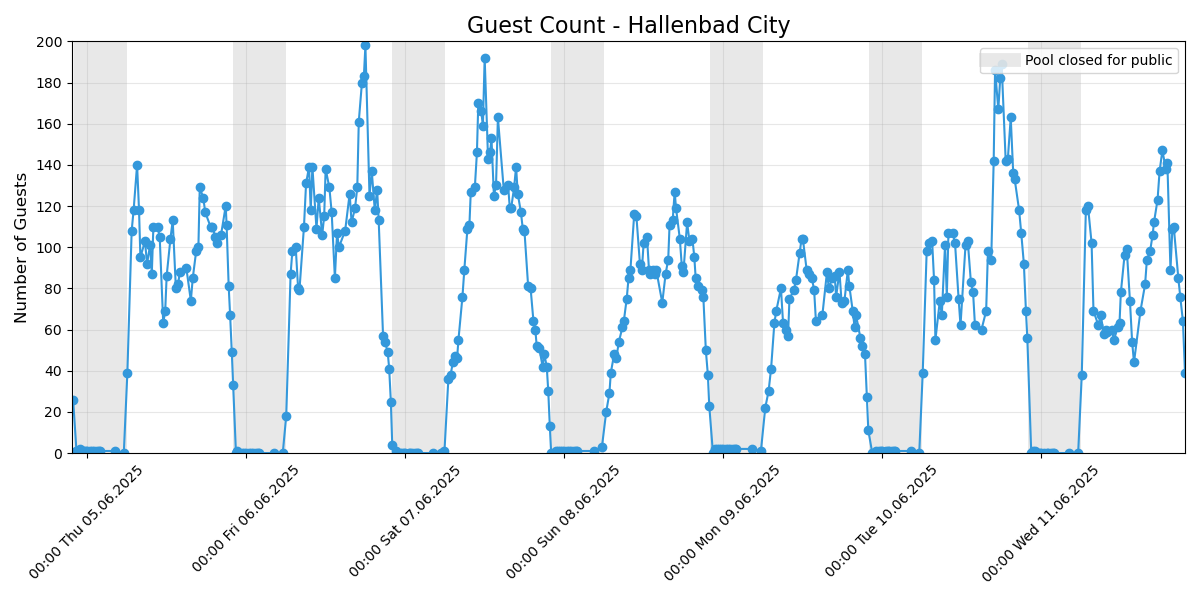 Guest Count - Hallenbad City
Number of Guests
200
180
160
140
120
100
80
60
40
20
0
Pool closed for public
00:00 Thu 05.06.2025
00:00 Fri 06.06.2025
00:00 Sat 07.06.2025
00:00 Sun 08.06.2025
00:00 Mon 09.06.2025
00:00 Tue 10.06.2025
00:00 Wed 11.06.2025